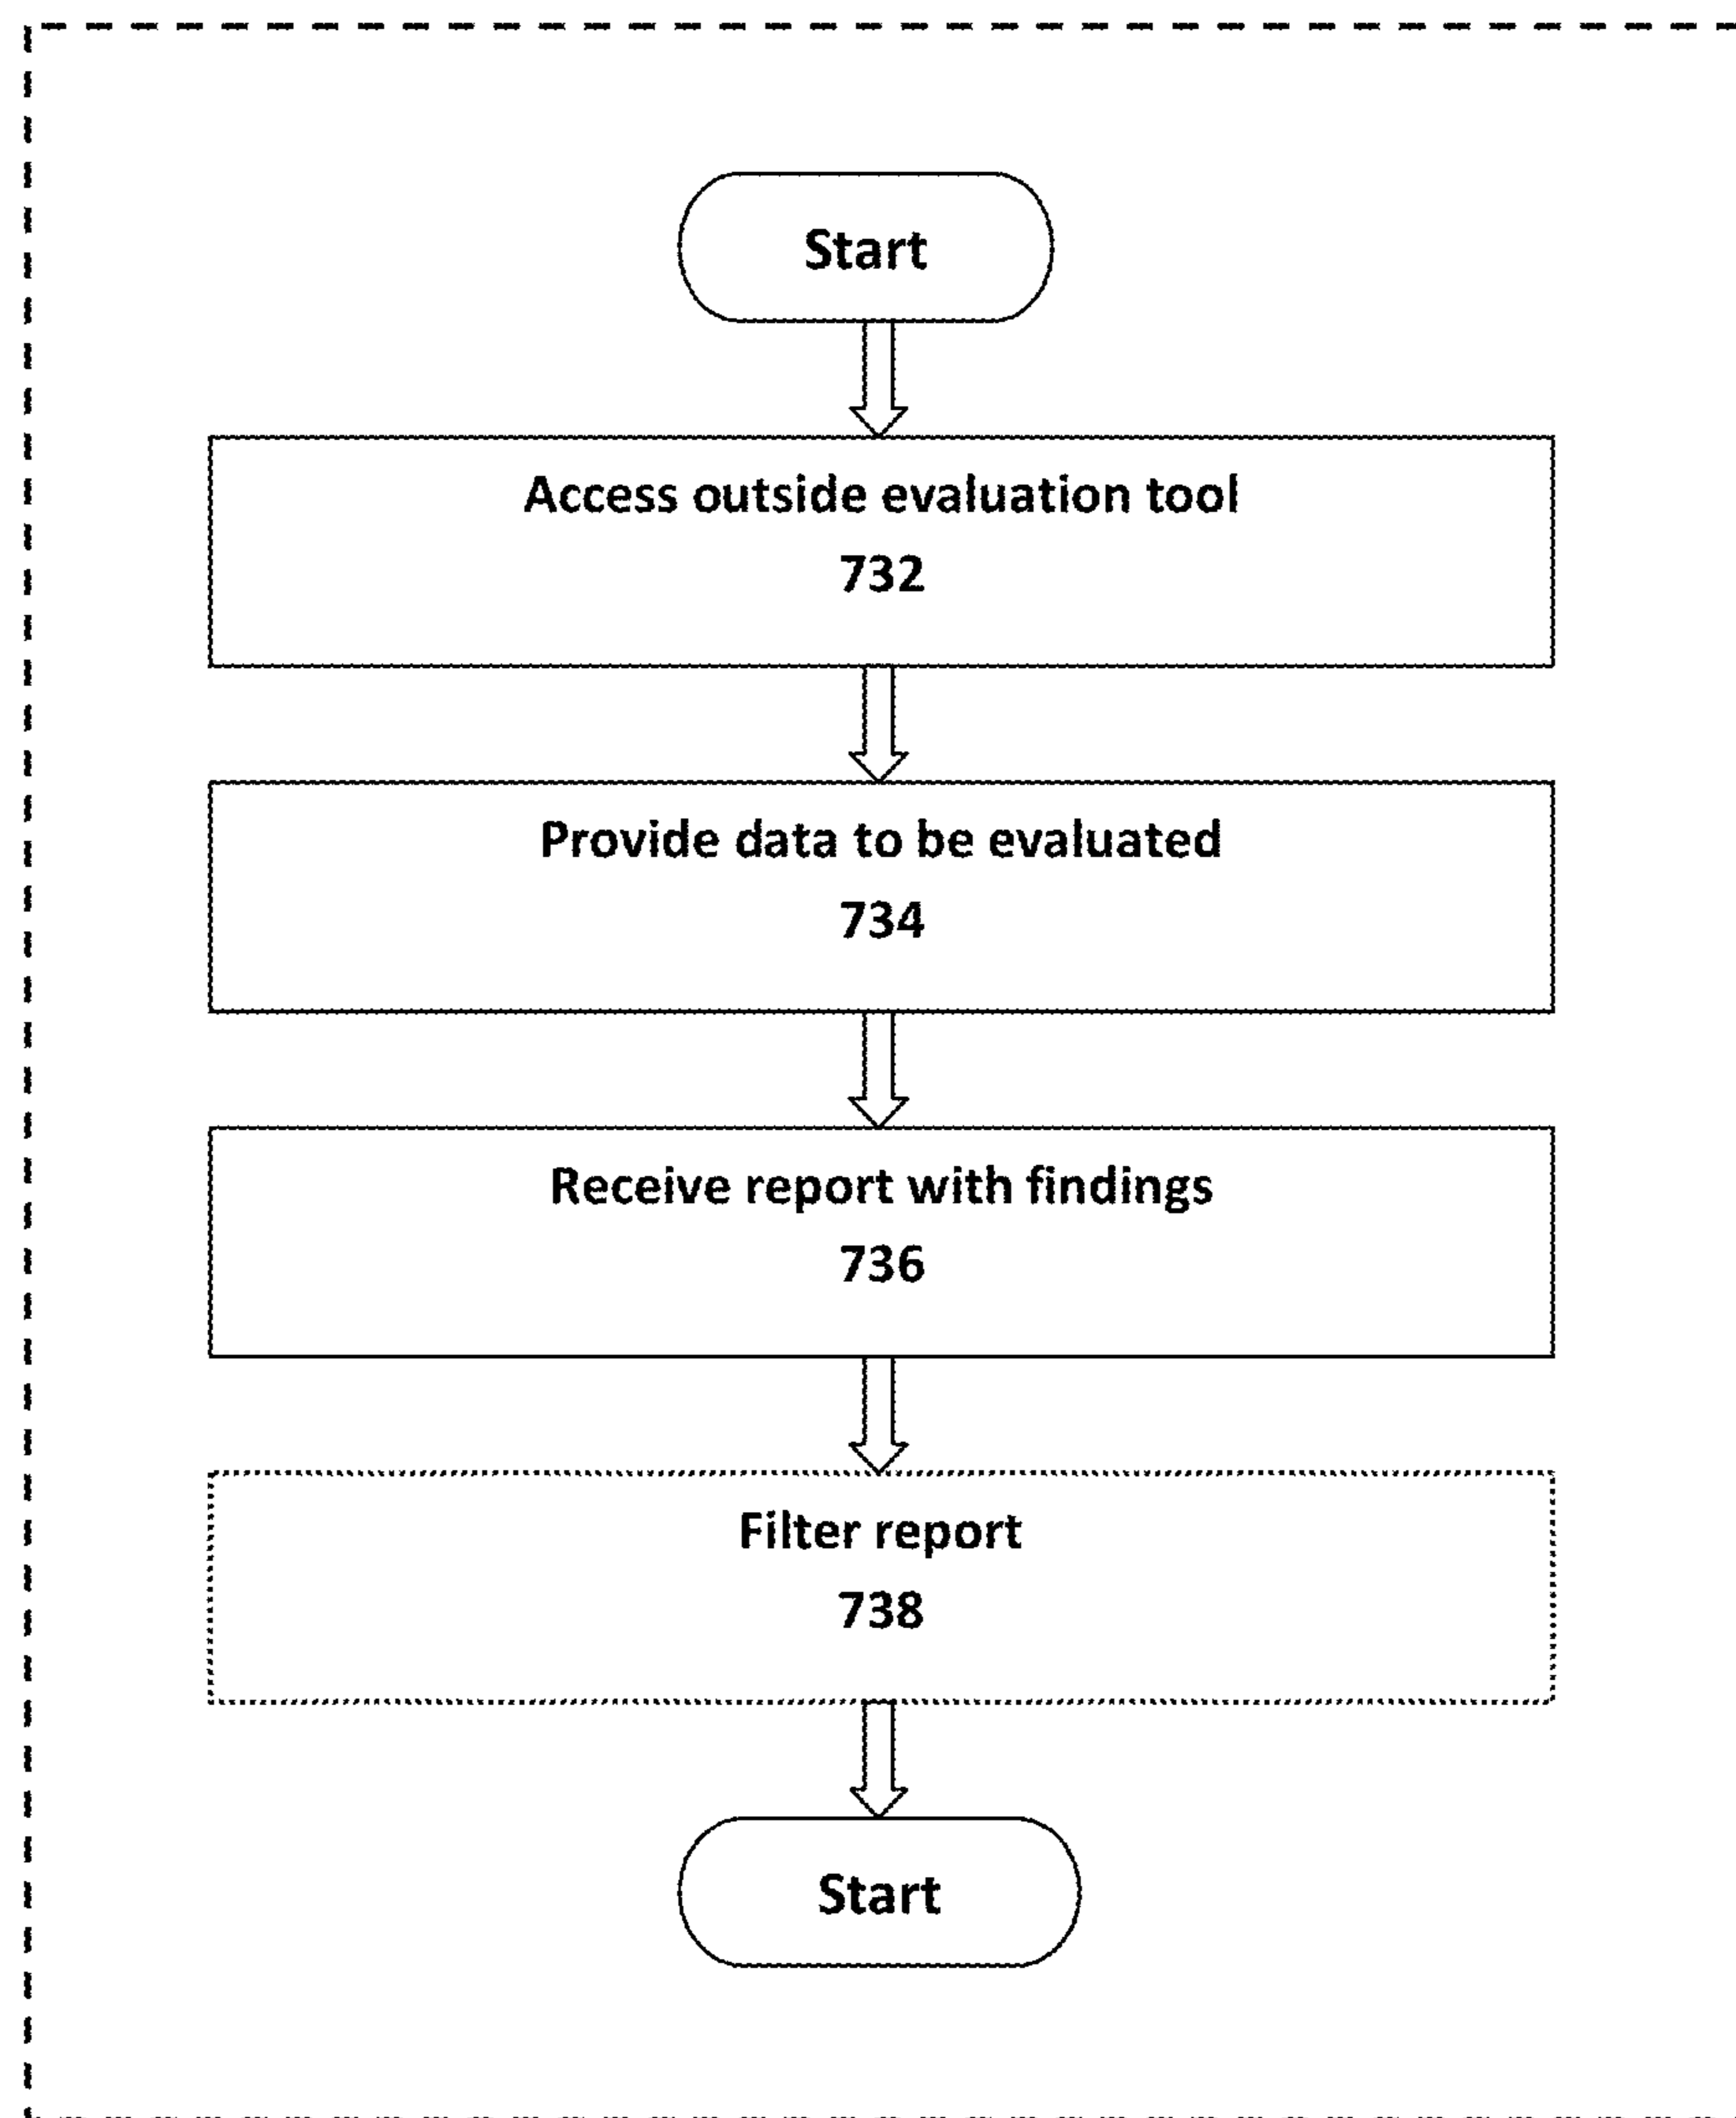 Start
Access outside evaluation tool
732
Provide data to be evaluated
734
Receive report with findings
736
Filter report
738
Start